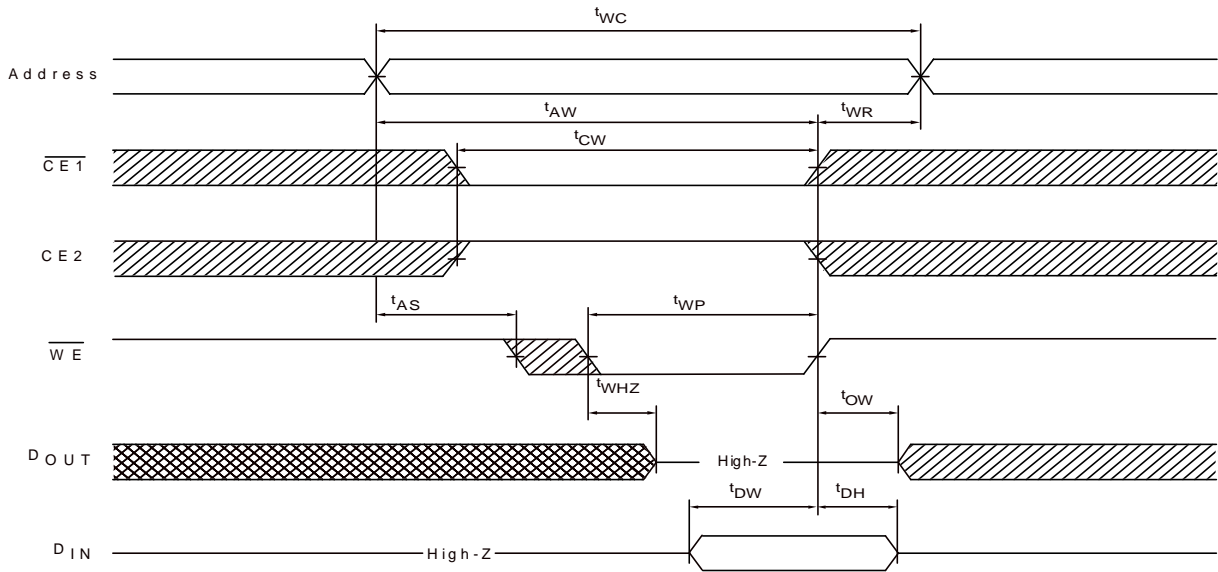 tWC
Address
tAW
tWR
tCW
CE1
CE2
tAS
tWP
WE
tWHZ
tOW
DOUT
High-Z
tDW
tDH
DIN
High-Z